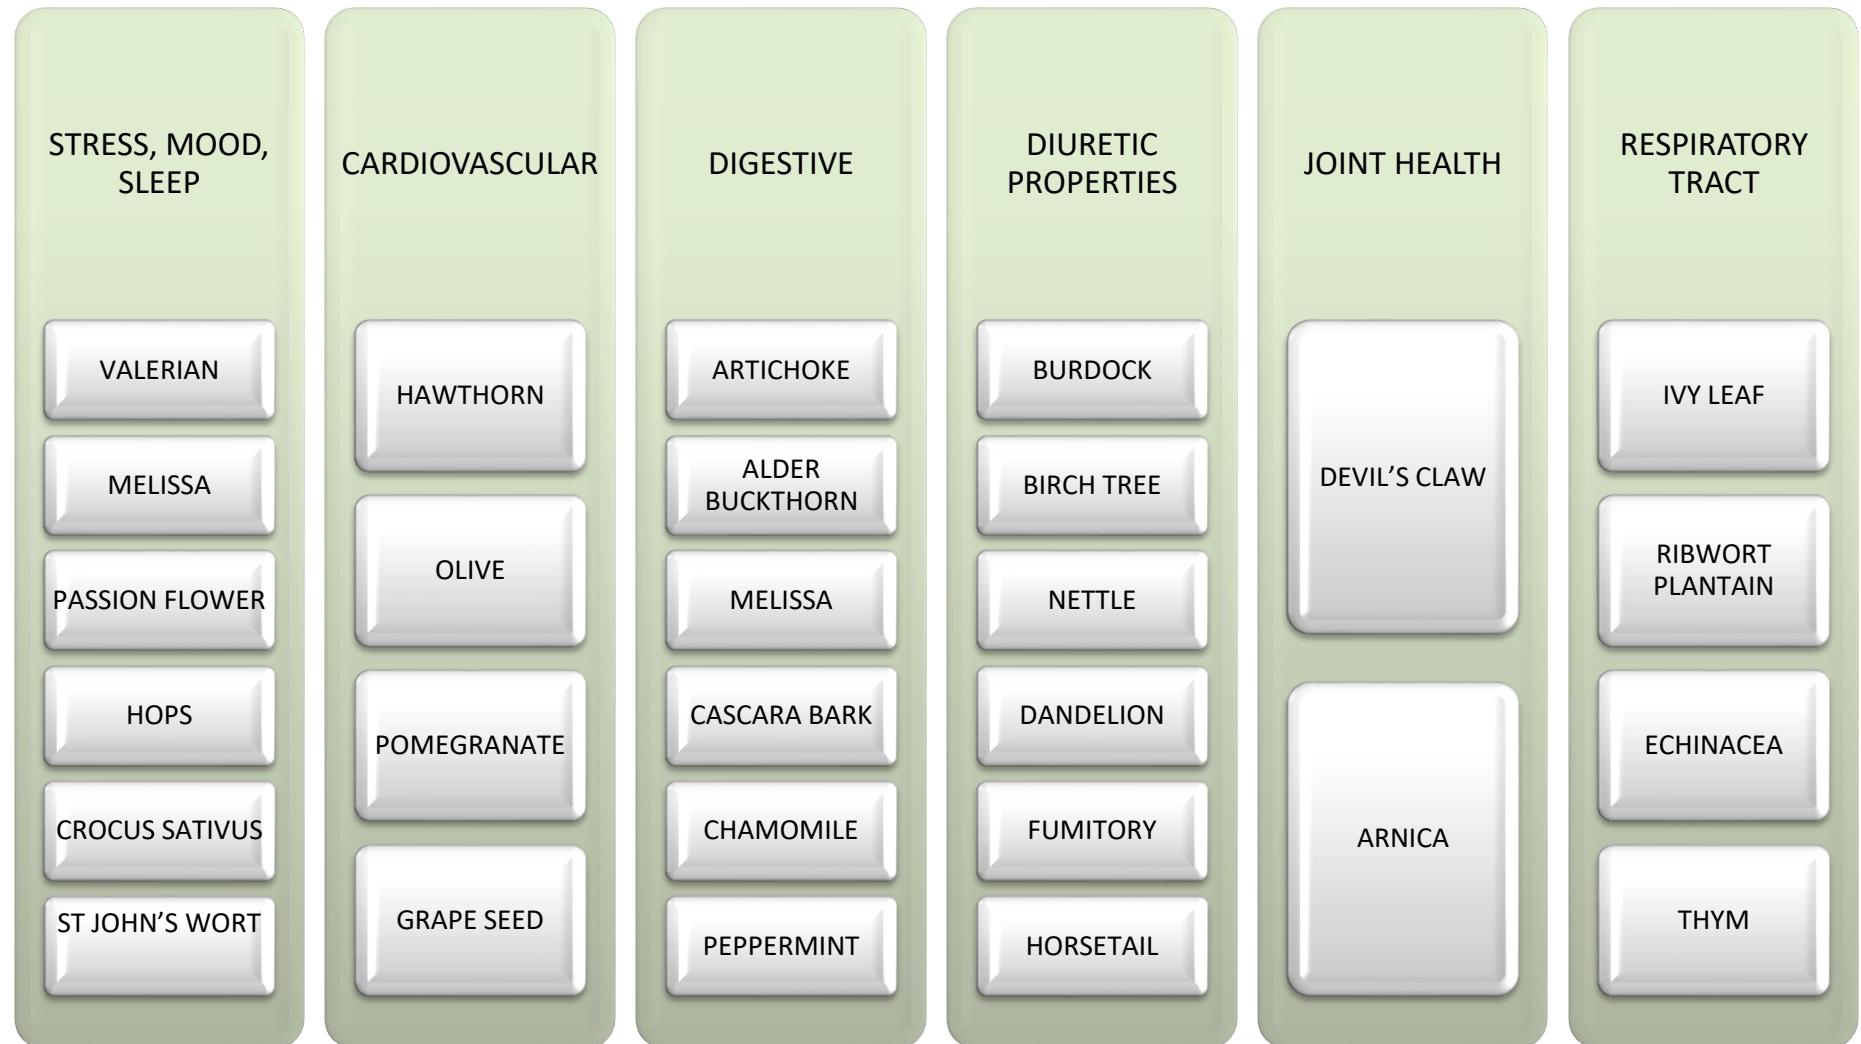 STRESS, MOOD,
SLEEP
VALERIAN
MELISSA
PASSION FLOWER
HOPS
CROCUS SATIVUS
ST JOHN’S WORT
CARDIOVASCULAR
HAWTHORN
OLIVE
POMEGRANATE
GRAPE SEED
DIGESTIVE
ARTICHOKE
ALDER
BUCKTHORN
MELISSA
CASCARA BARK
CHAMOMILE
PEPPERMINT
DIURETIC
PROPERTIES
BURDOCK
BIRCH TREE
NETTLE
DANDELION
FUMITORY
HORSETAIL
JOINT HEALTH
DEVIL’S CLAW
ARNICA
RESPIRATORY
TRACT
IVY LEAF
RIBWORT
PLANTAIN
ECHINACEA
THYM